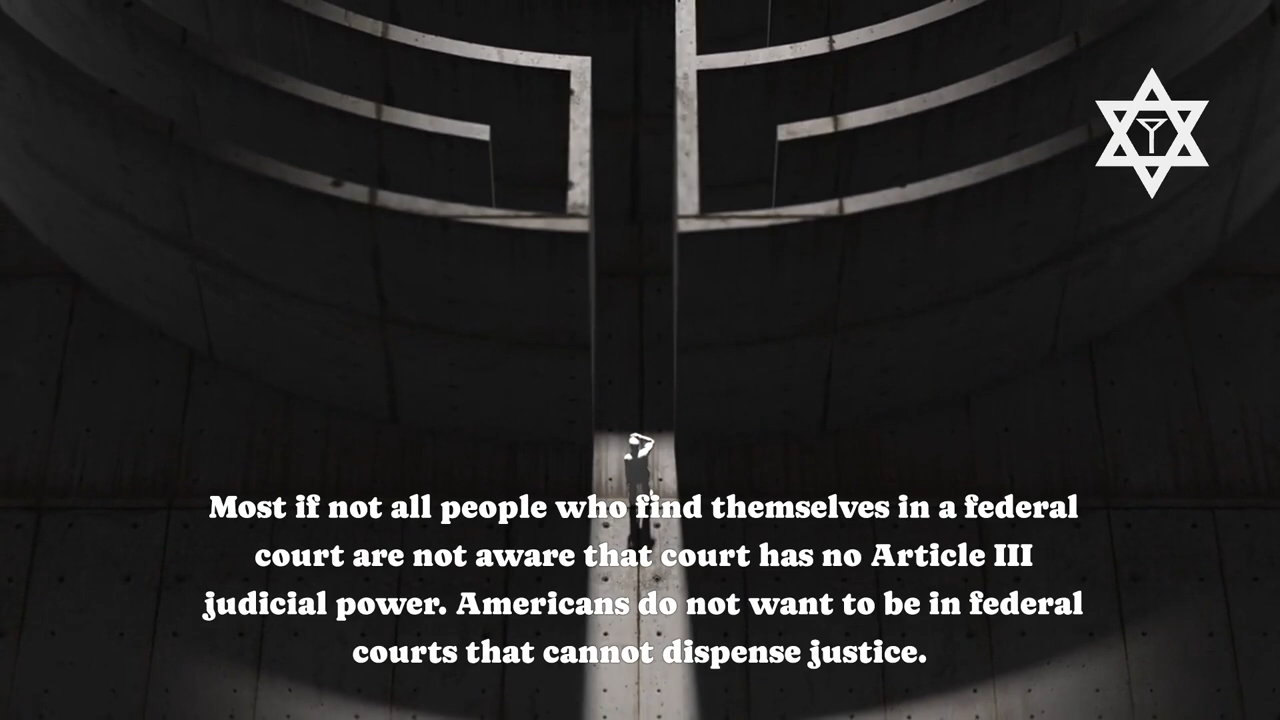 Most if not all people who find themselves in a federal
court are not aware that court has no Article III
judicial power. Americans do not want to be in federal
courts that cannot dispense justice.